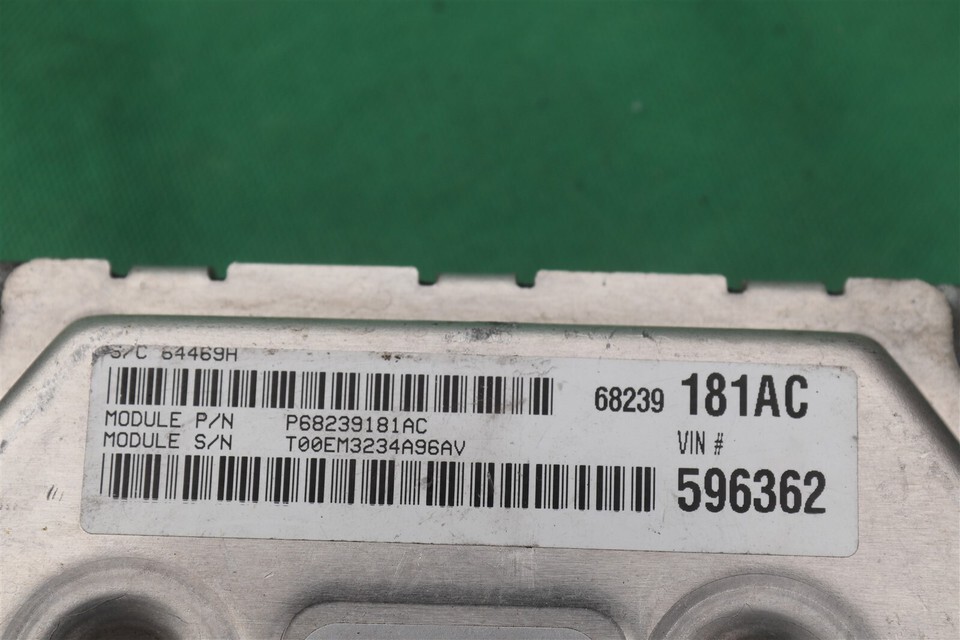 S/C 64469H
MODULE P/N P68239181AC
MODULE S/N T00EM3234A96AV
68239 181AC
VIN #
596362